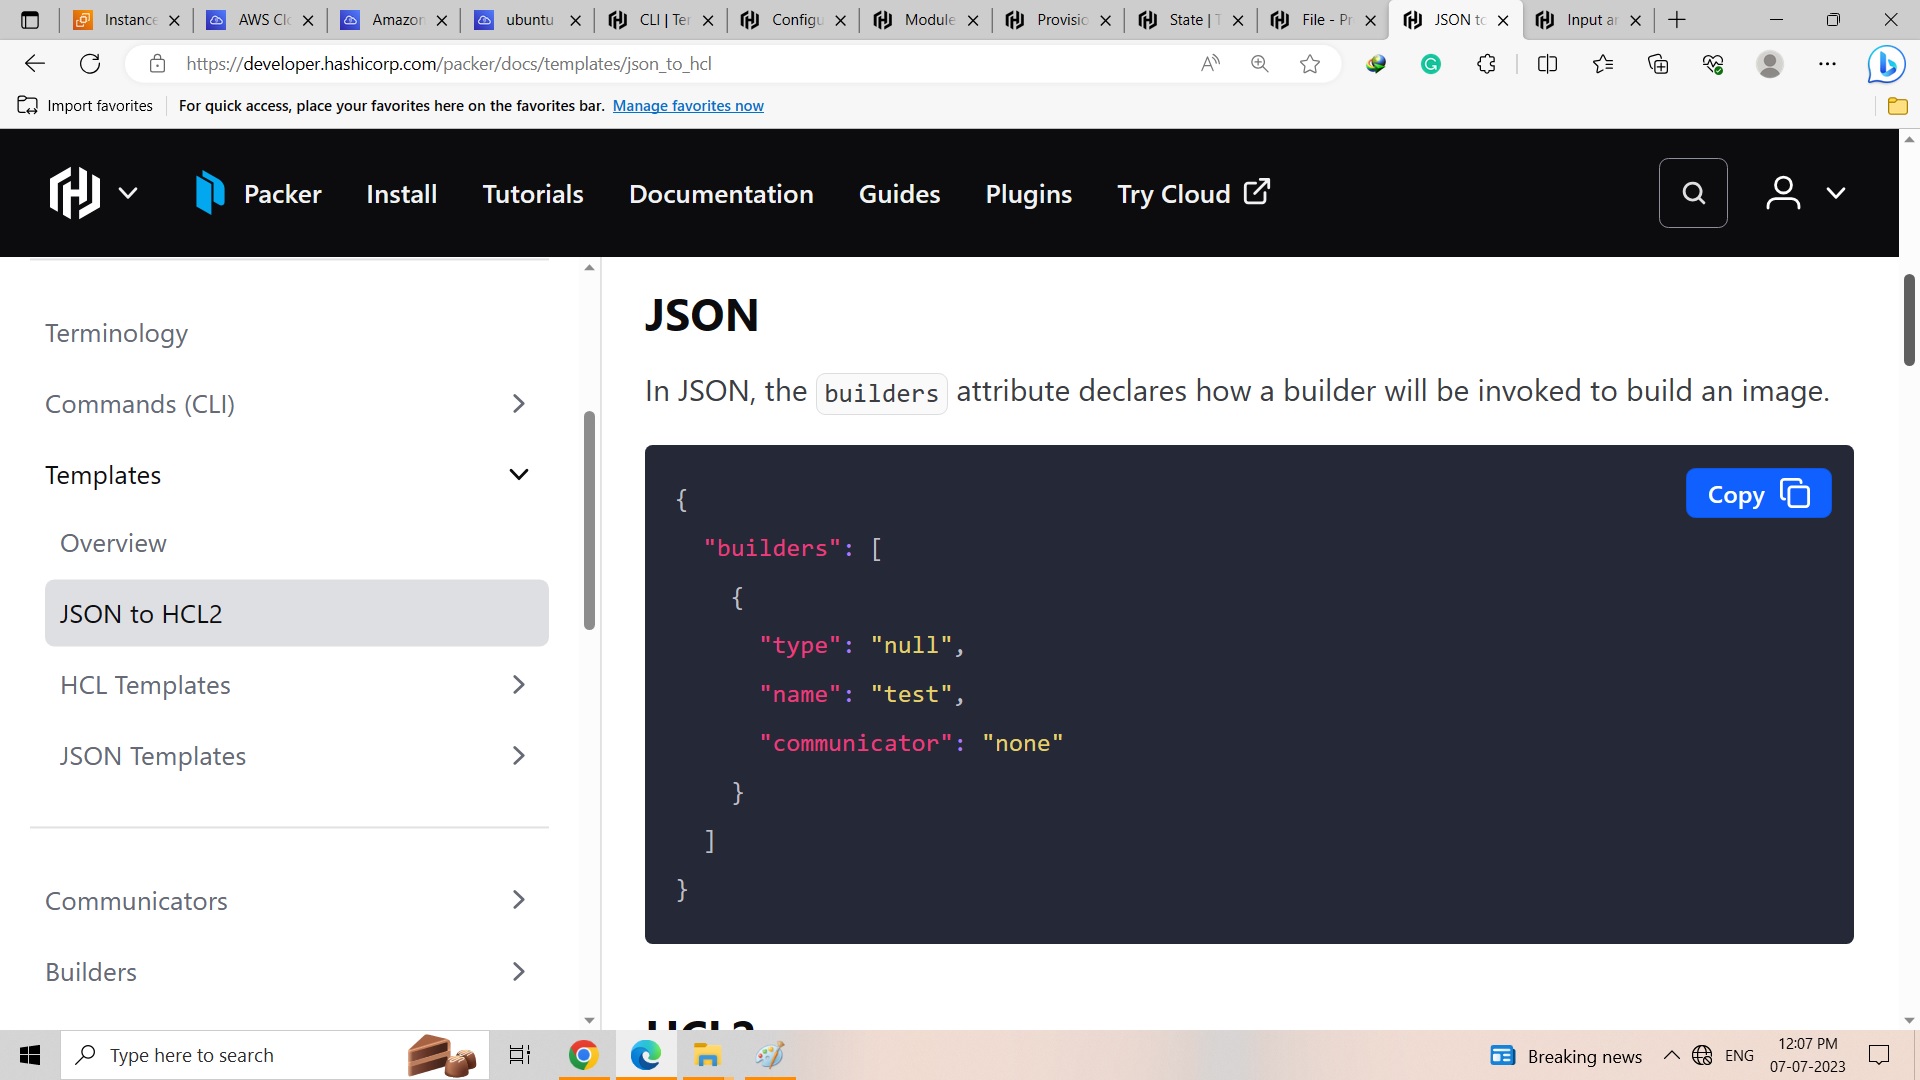 Instance
AWS Clo
Amazon
ubuntu
CLI | Ter
Configu
Module
Provisio
State | T
File - Pr
JSON to
Input ar
https://developer.hashicorp.com/packer/docs/templates/json_to_hcl
Import favorites
For quick access, place your favorites here on the favorites bar. Manage favorites now
Packer
Install
Tutorials
Documentation
Guides
Plugins
Try Cloud
Terminology
Commands (CLI)
Templates
Overview
JSON to HCL2
HCL Templates
JSON Templates
Communicators
Builders
JSON
In JSON, the builders attribute declares how a builder will be invoked to build an image.
Copy
{
"builders": [
{
"type": "null",
"name": "test",
"communicator": "none"
}
]
}
HCL2
Type here to search
Breaking news
ENG
12:07 PM
07-07-2023